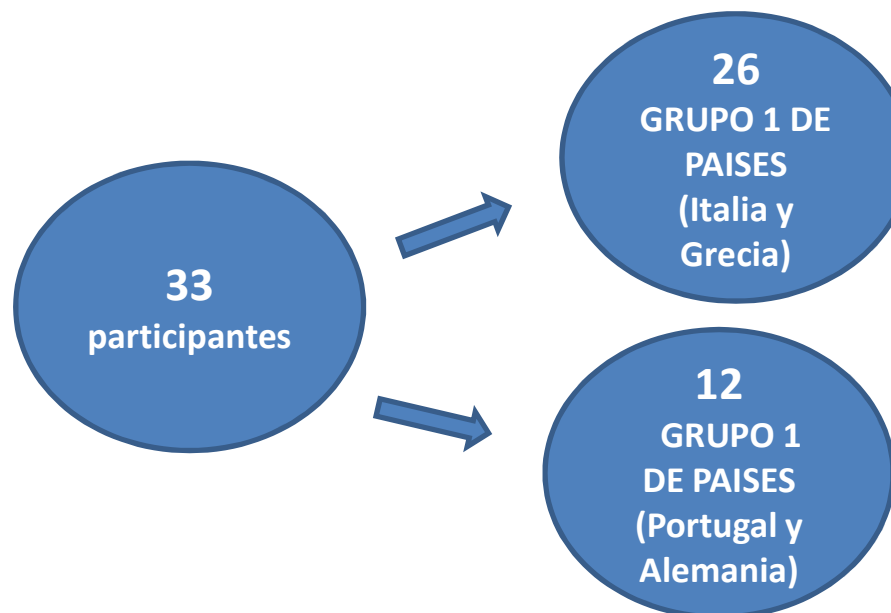 33
participantes
26
GRUPO 1 DE
PAISES
(Italia y
Grecia)
12
GRUPO 1
DE PAISES
(Portugal y
Alemania)